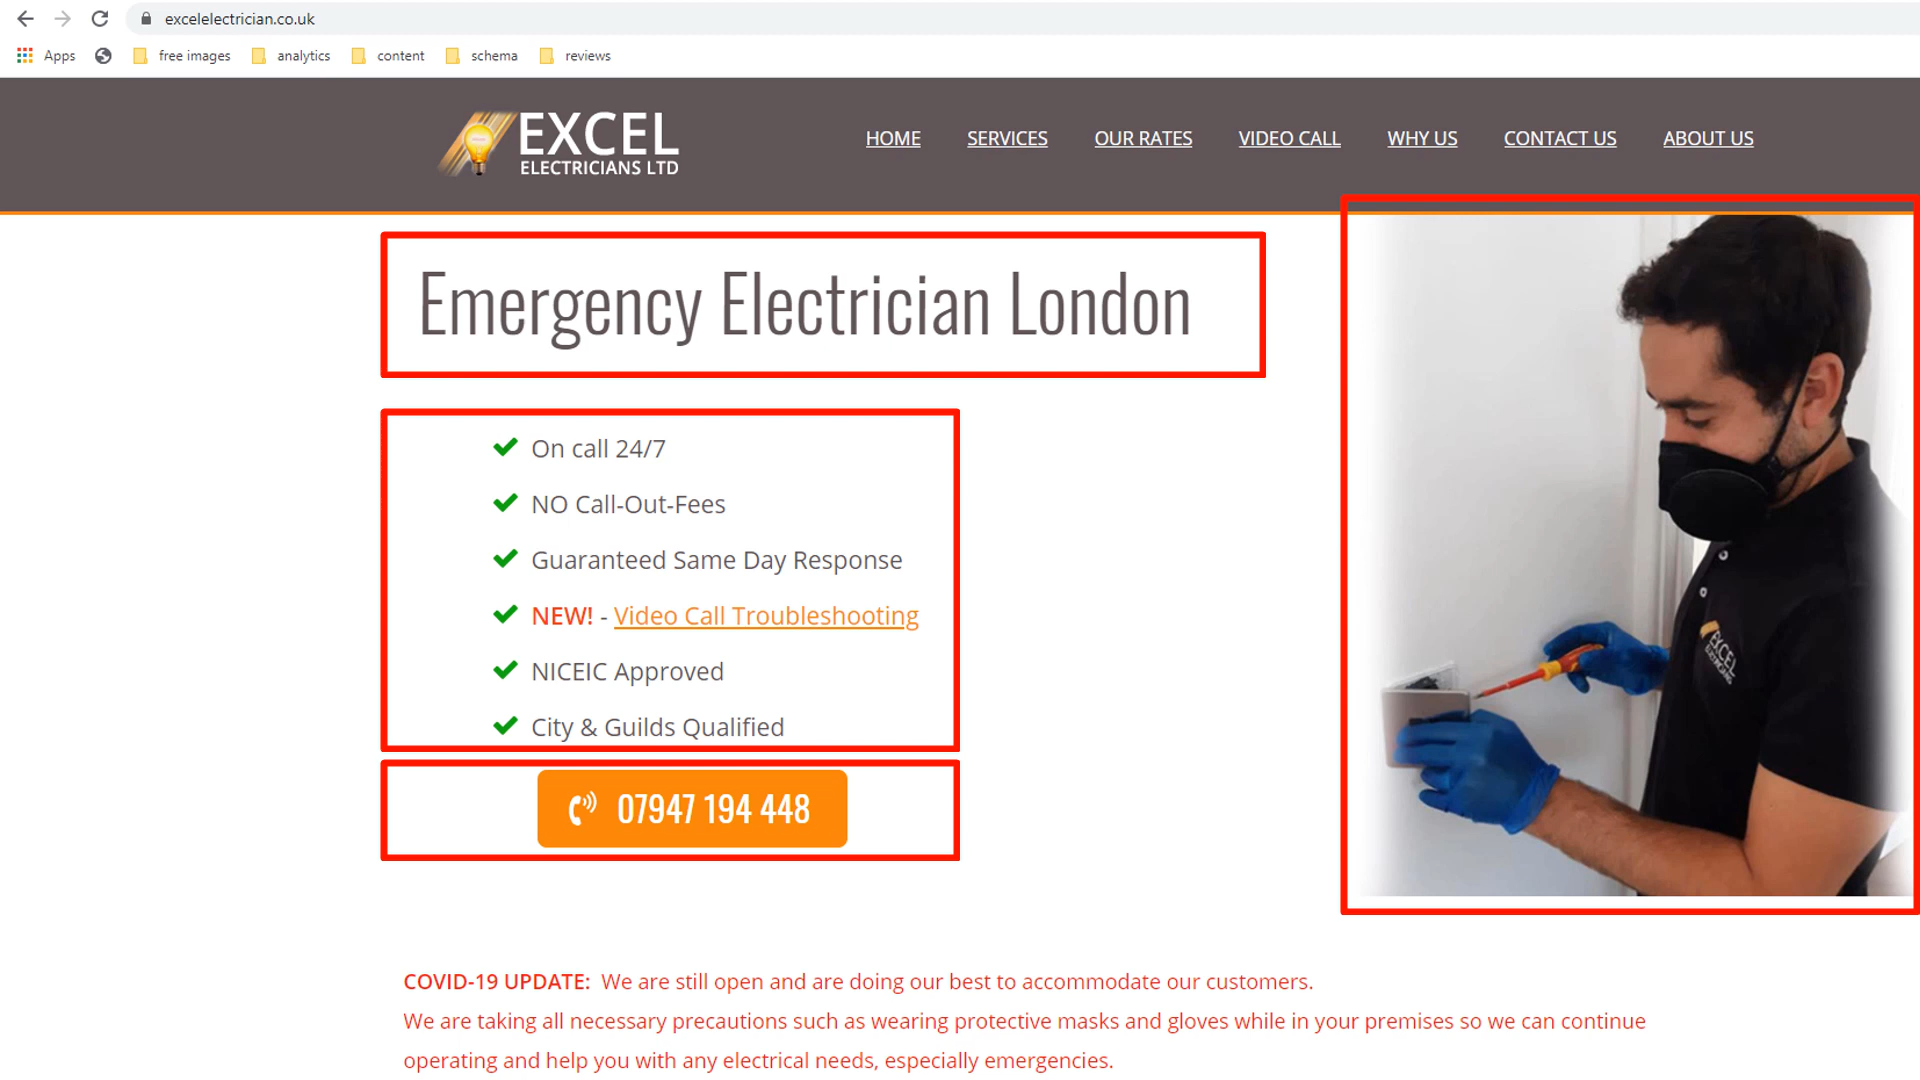 excelelectrician.co.uk
Apps free images analytics content schema reviews
EXCEL
ELECTRICIANS LTD
HOME SERVICES OUR RATES VIDEO CALL WHY US CONTACT US ABOUT US
Emergency Electrician London
On call 24/7
NO Call-Out-Fees
Guaranteed Same Day Response
NEW! - Video Call Troubleshooting
NICEIC Approved
City & Guilds Qualified
07947 194 448
EXCEL
COVID-19 UPDATE: We are still open and are doing our best to accommodate our customers.
We are taking all necessary precautions such as wearing protective masks and gloves while in your premises so we can continue
operating and help you with any electrical needs, especially emergencies.